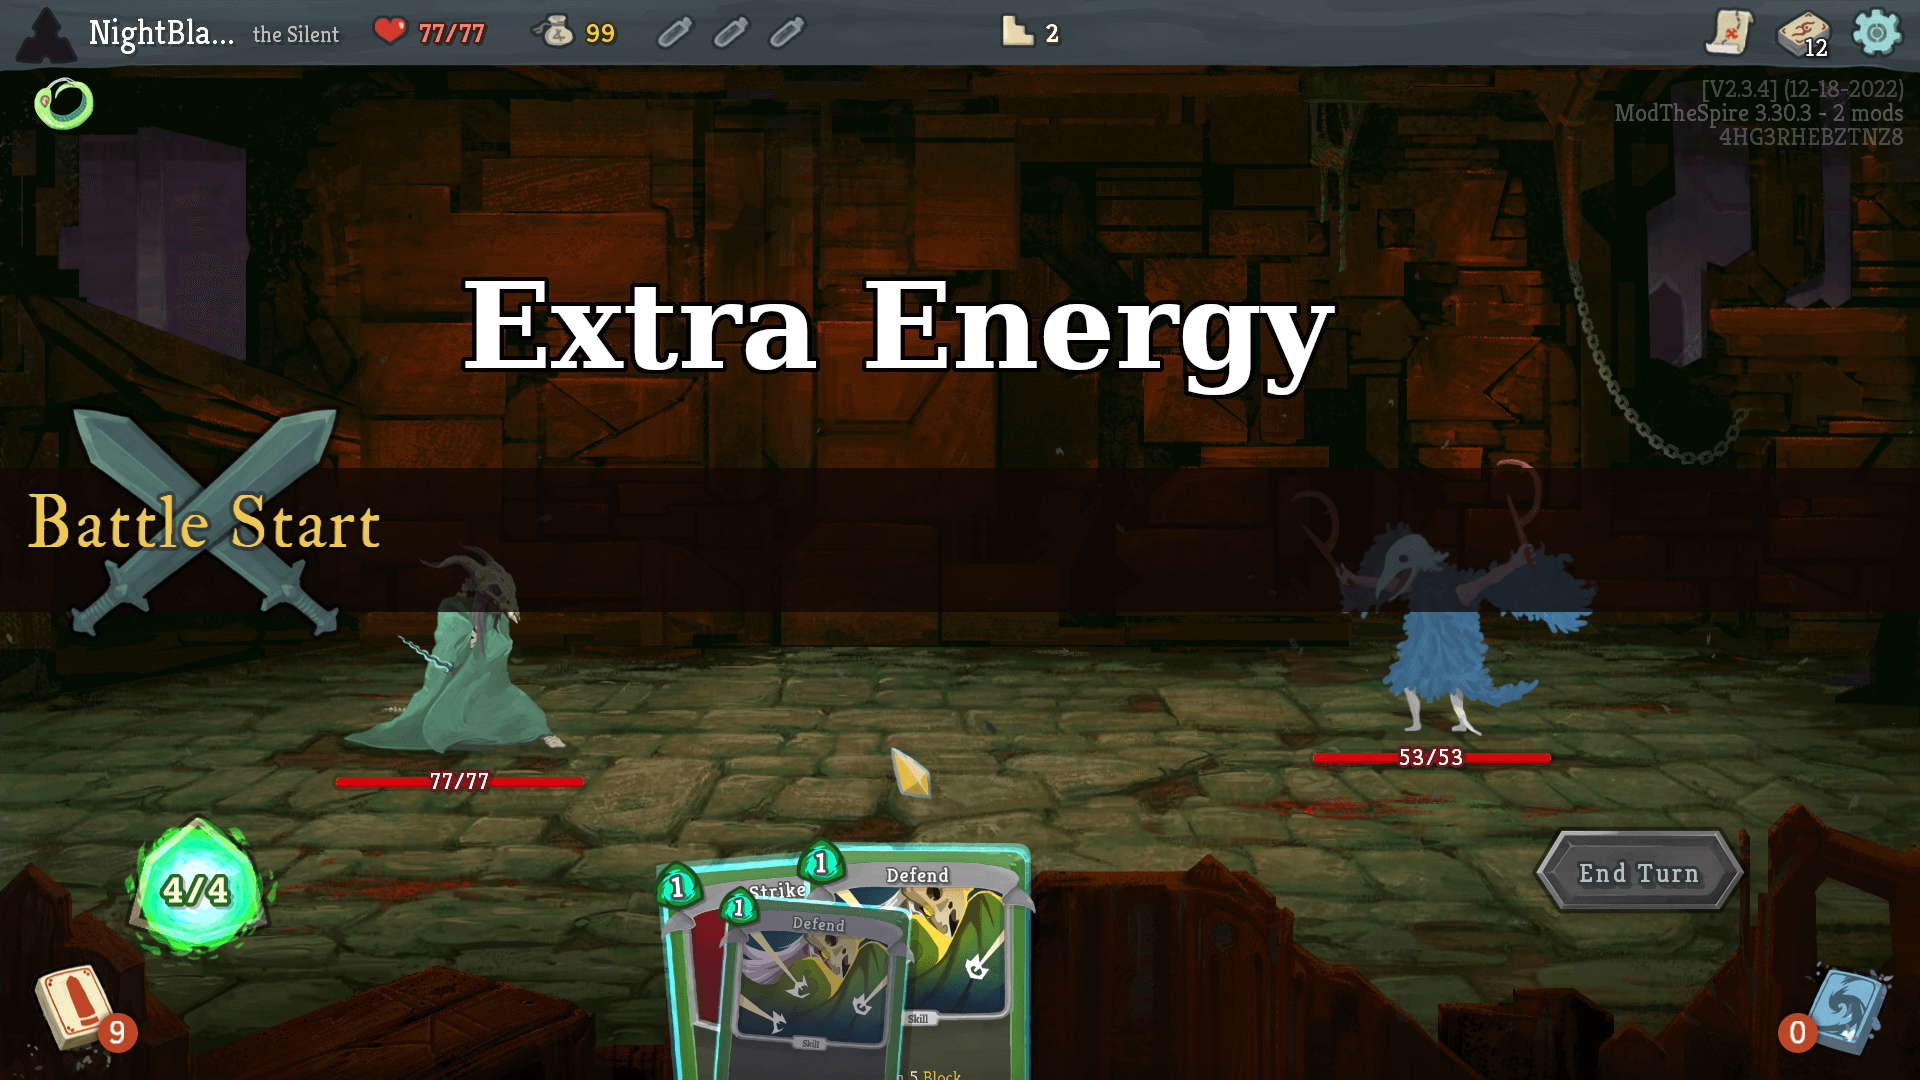 NightBla... the Silent 77/77 99 2 12
[V2.3.4] (12-18-2022)
ModTheSpire 3.30.3 - 2 mods
4HG3RHEBZTNZ8
Extra Energy
Battle Start
77/77
53/53
4/4
1 Strike
1 Defend
Skill
5 Block
1 Defend
Skill
End Turn
9
0